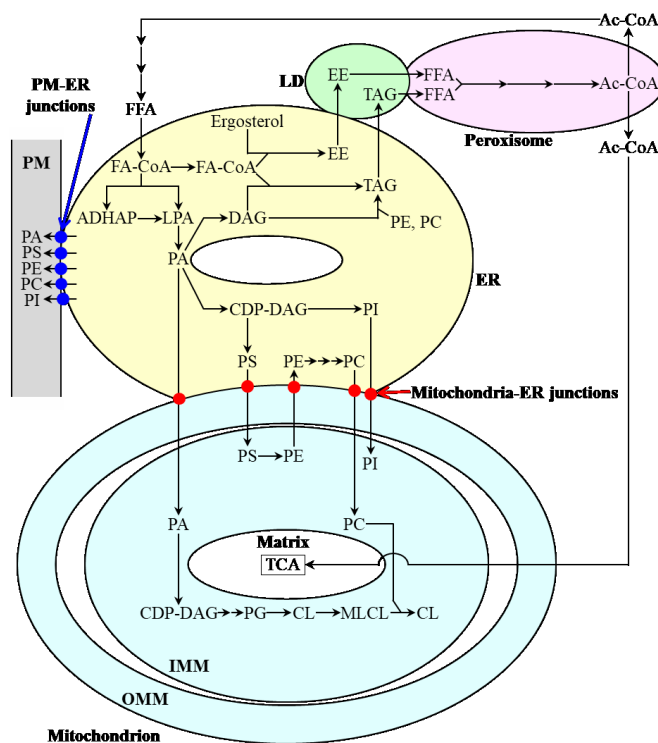 Ac-CoA
LD
EE
FFA
TAG
FFA
Ac-CoA
Peroxisome
Ac-CoA
PM-ER
junctions
FFA
Ergosterol
EE
PM
FA-CoA
FA-CoA
TAG
ADHAP
LPA
DAG
PE, PC
PA
PS
PE
PC
PI
PA
ER
CDP-DAG
PI
PS
PE
PC
Mitochondria-ER junctions
PS
PE
PI
PA
PC
Matrix
TCA
CDP-DAG
PG
CL
MLCL
CL
IMM
OMM
Mitochondrion